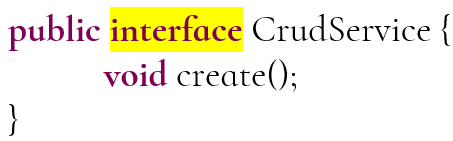 public interface CrudService {
void create();
}